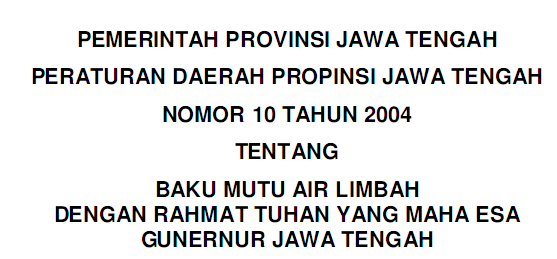 PEMERINTAH PROVINSI JAWA TENGAH
PERATURAN DAERAH PROPINSI JAWA TENGAH
NOMOR 10 TAHUN 2004
TENTANG
BAKU MUTU AIR LIMBAH
DENGAN RAHMAT TUHAN YANG MAHA ESA
GUNERNUR JAWA TENGAH